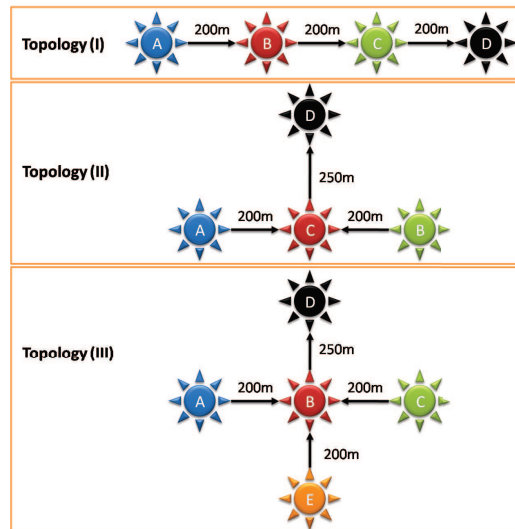 Topology (I)
A 200m B 200m C 200m D
Topology (II)
D
250m
A 200m C 200m B
Topology (III)
D
250m
A 200m B 200m C
200m
E